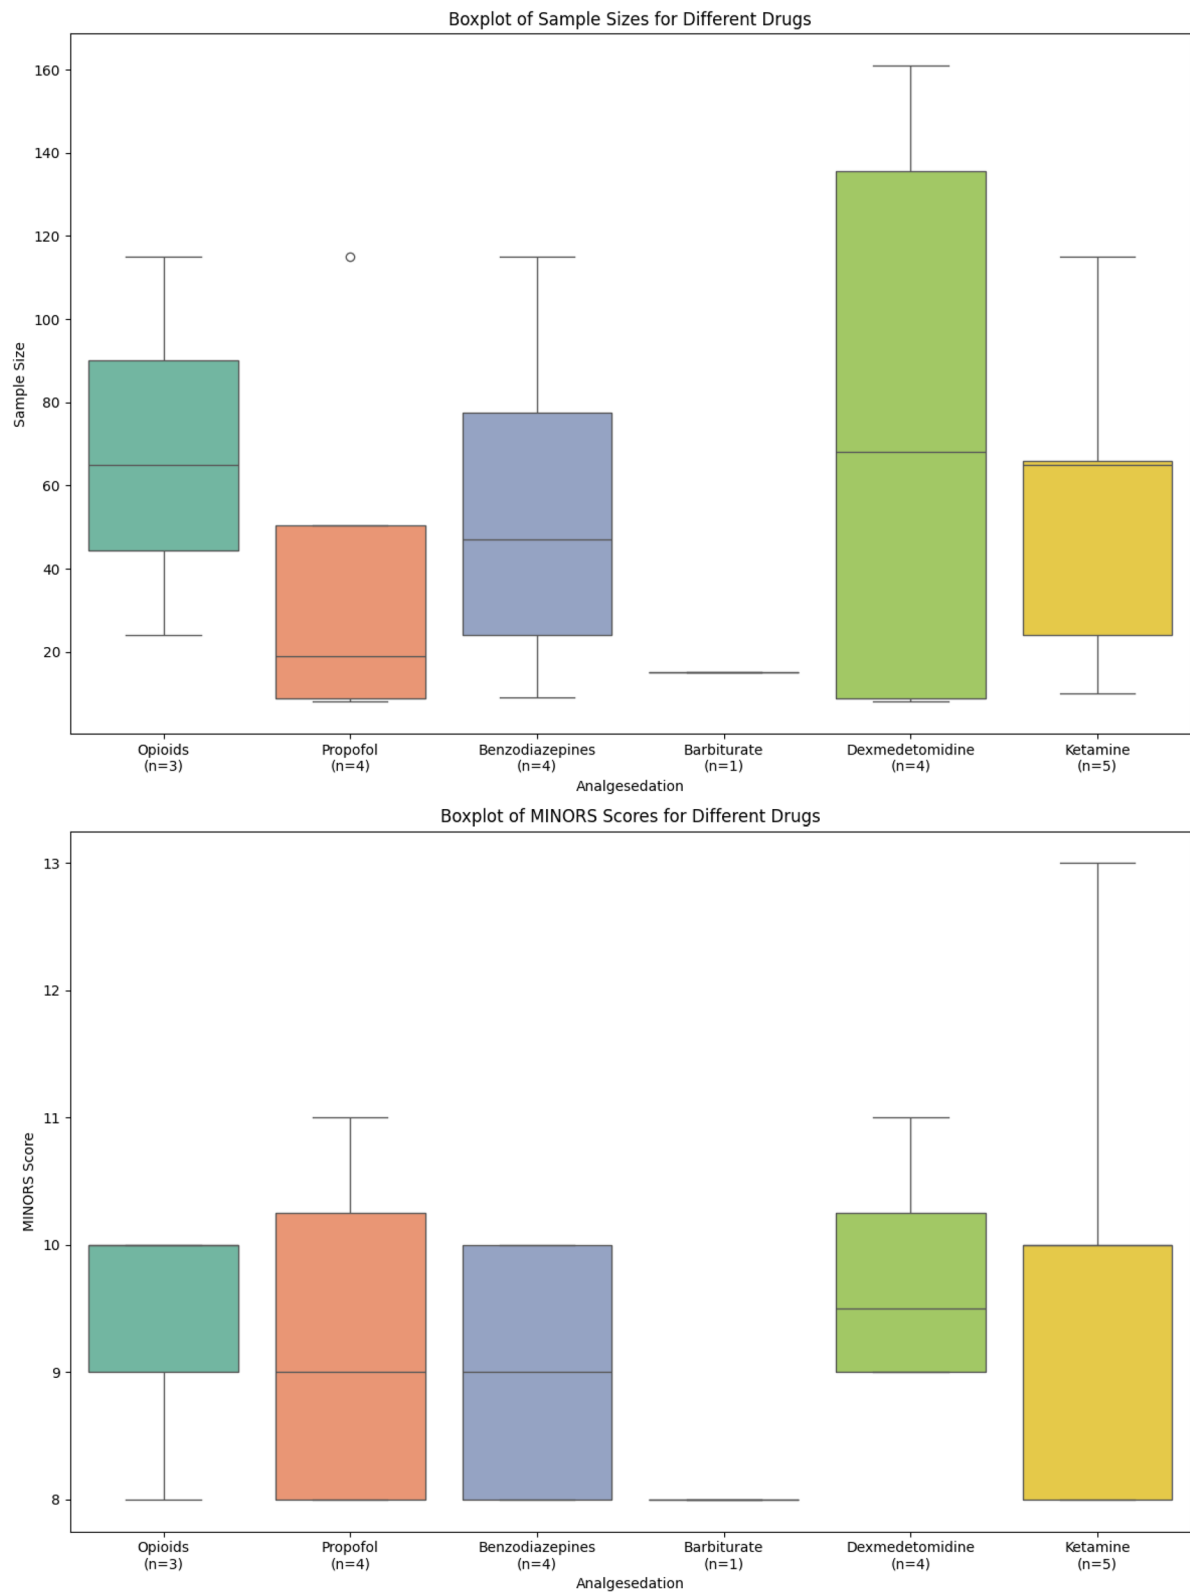 Boxplot of Sample Sizes for Different Drugs
160
140
120
100
80
60
40
20
Sample Size
Opioids
(n=3)
Propofol
(n=4)
Benzodiazepines
(n=4)
Barbiturate
(n=1)
Dexmedetomidine
(n=4)
Ketamine
(n=5)
Analgesedation
Boxplot of MINORS Scores for Different Drugs
13
12
11
10
9
8
MINORS Score
Opioids
(n=3)
Propofol
(n=4)
Benzodiazepines
(n=4)
Barbiturate
(n=1)
Dexmedetomidine
(n=4)
Ketamine
(n=5)
Analgesedation